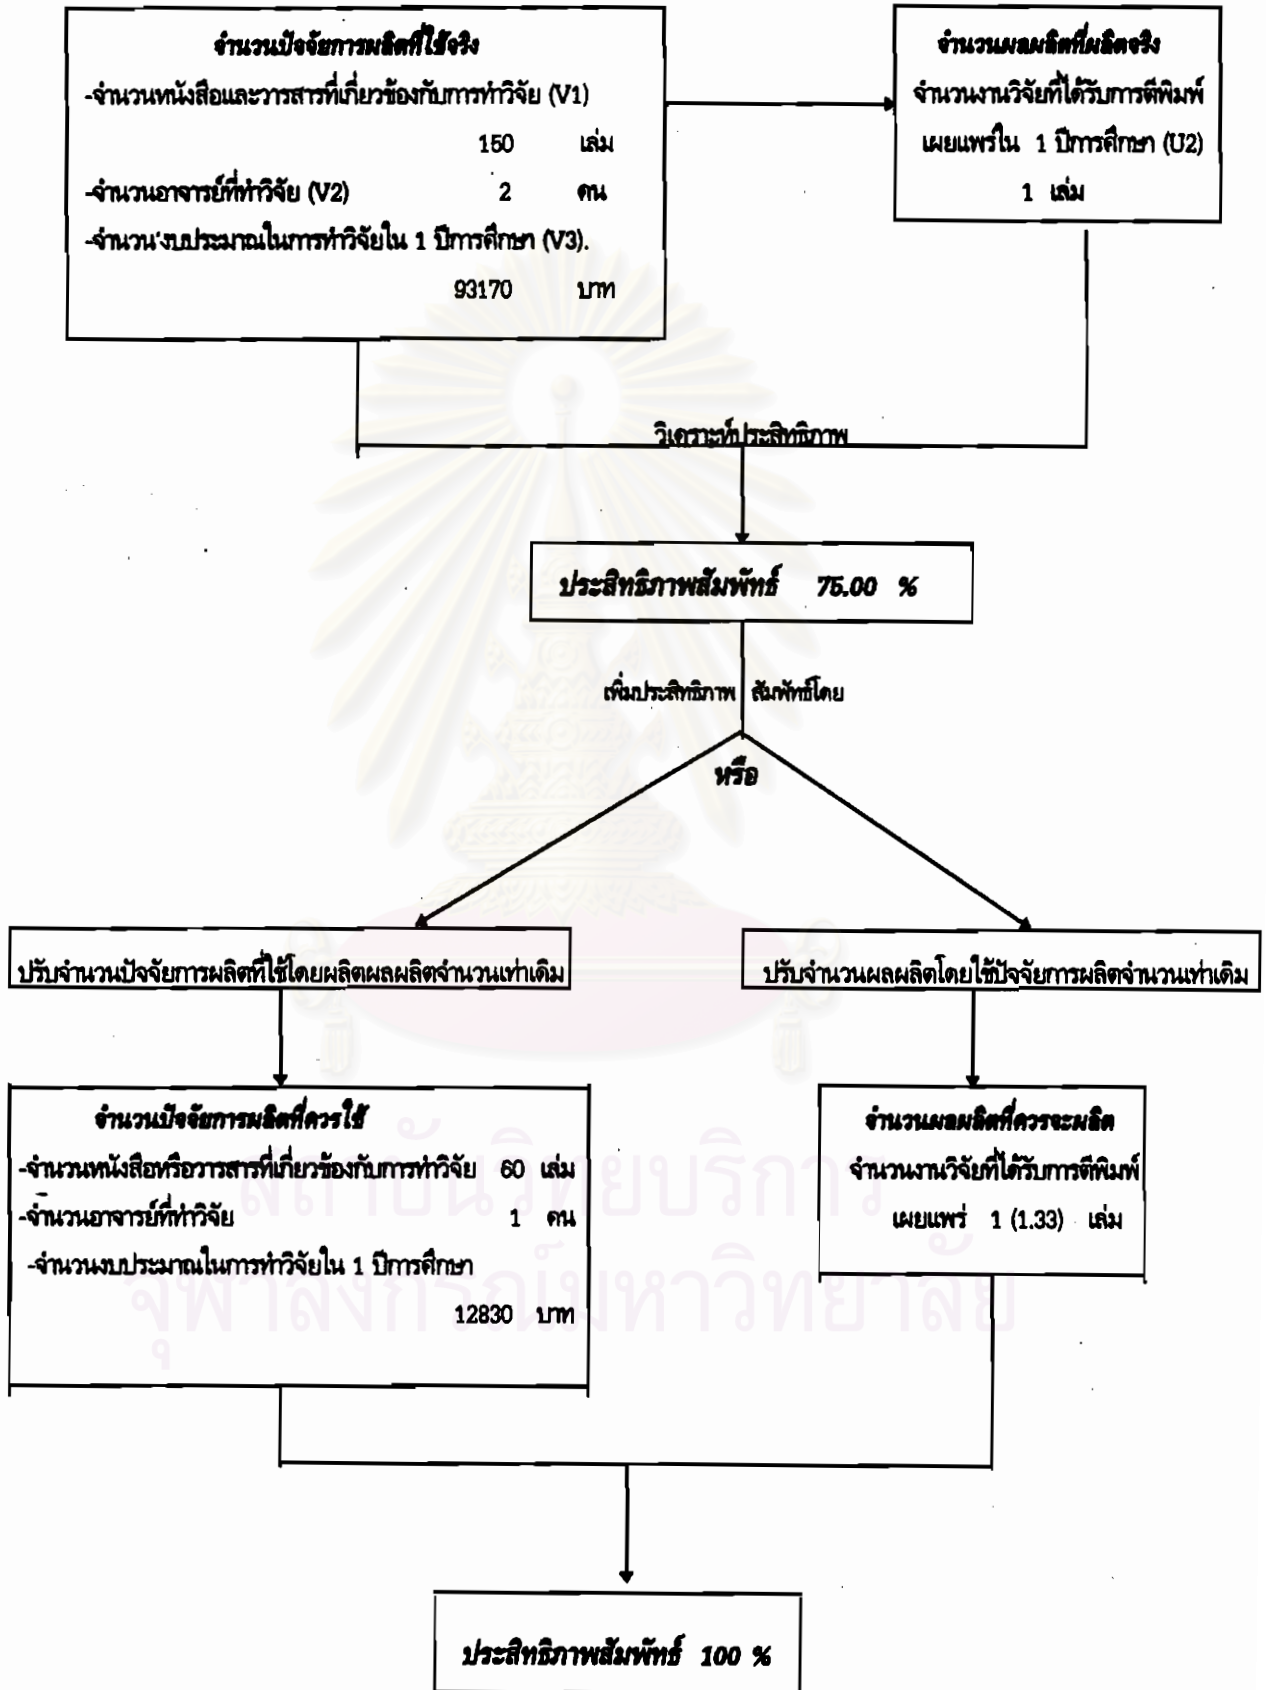 จำนวนปัจจัยการผลิตที่ใช้จริง
-จำนวนหนังสือและวารสารที่เกี่ยวข้องกับการทำวิจัย (V1)
150 เล่ม
-จำนวนอาจารย์ที่ทำวิจัย (V2) 2 คน
-จำนวนงบประมาณในการทำวิจัยใน 1 ปีการศึกษา (V3).
93170 บาท
จำนวนผลผลิตที่ผลิตจริง
จำนวนงานวิจัยที่ได้รับการตีพิมพ์
เผยแพร่ใน 1 ปีการศึกษา (U2)
1 เล่ม
วิเคราะห์ประสิทธิภาพ
ประสิทธิภาพสัมพัทธ์ 75.00 %
เพิ่มประสิทธิภาพ สัมพัทธ์โดย
หรือ
ปรับจำนวนปัจจัยการผลิตที่ใช้โดยผลิตผลผลิตจำนวนเท่าเดิม
ปรับจำนวนผลผลิตโดยใช้ปัจจัยการผลิตจำนวนเท่าเดิม
จำนวนปัจจัยการผลิตที่ควรใช้
-จำนวนหนังสือหรือวารสารที่เกี่ยวข้องกับการทำวิจัย 60 เล่ม
-จำนวนอาจารย์ที่ทำวิจัย 1 คน
-จำนวนงบประมาณในการทำวิจัยใน 1 ปีการศึกษา
12830 บาท
จำนวนผลผลิตที่ควรจะผลิต
จำนวนงานวิจัยที่ได้รับการตีพิมพ์
เผยแพร่ 1 (1.33) เล่ม
สถาบันวิทยบริการ
จุฬาลงกรณ์มหาวิทยาลัย
ประสิทธิภาพสัมพัทธ์ 100 %